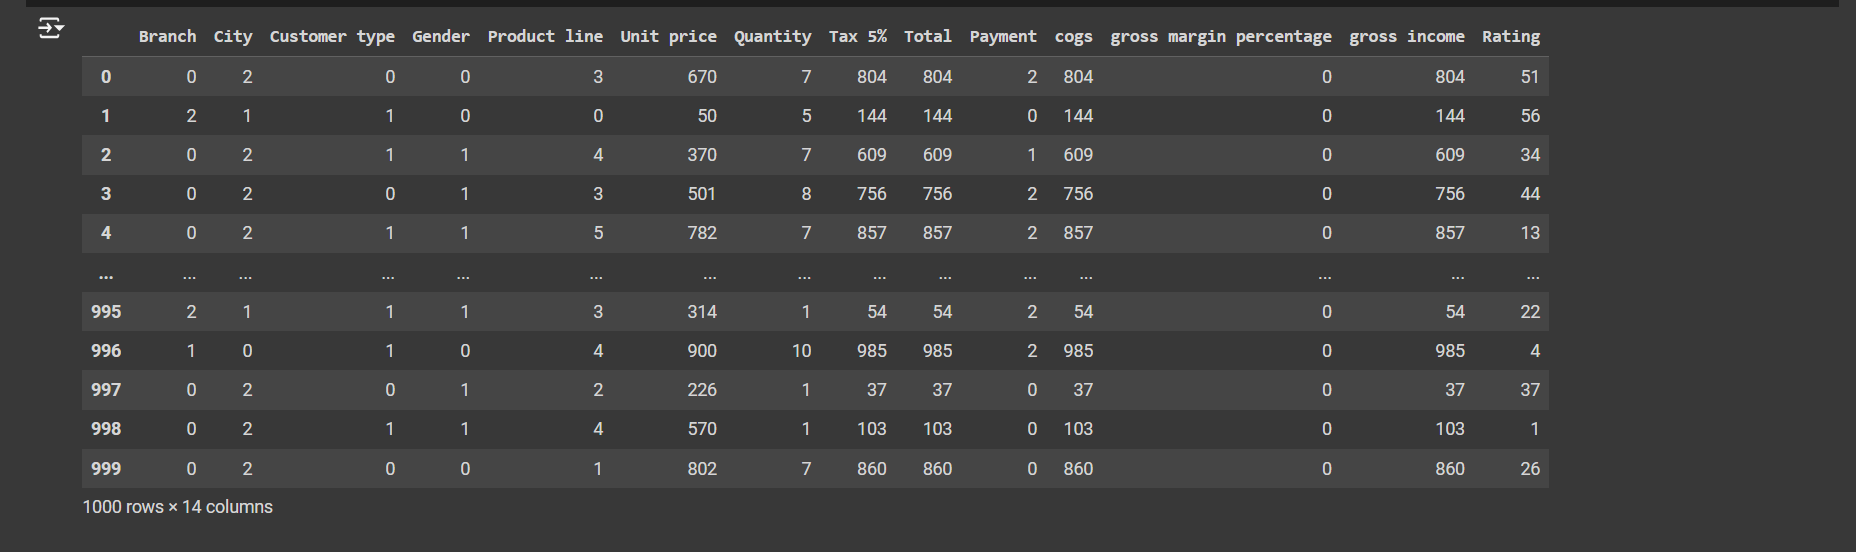 Branch City Customer type Gender Product line Unit price Quantity Tax 5% Total Payment cogs gross margin percentage gross income Rating
0 0 2 0 0 3 670 7 804 804 2 804 0 804 51
1 2 1 1 0 0 50 5 144 144 0 144 0 144 56
2 0 2 1 1 4 370 7 609 609 1 609 0 609 34
3 0 2 0 1 3 501 8 756 756 2 756 0 756 44
4 0 2 1 1 5 782 7 857 857 2 857 0 857 13
... ... ... ... ... ... ... ... ... ... ... ... ... ... ...
995 2 1 1 1 3 314 1 54 54 2 54 0 54 22
996 1 0 1 0 4 900 10 985 985 2 985 0 985 4
997 0 2 0 1 2 226 1 37 37 0 37 0 37 37
998 0 2 1 1 4 570 1 103 103 0 103 0 103 1
999 0 2 0 0 1 802 7 860 860 0 860 0 860 26
1000 rows × 14 columns